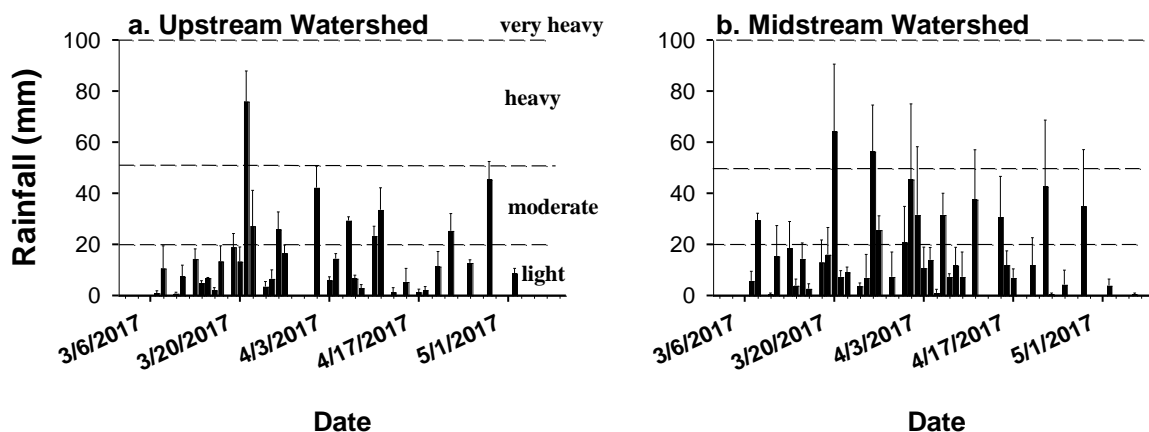 a. Upstream Watershed
very heavy
b. Midstream Watershed
Rainfall (mm)
100
80
60
40
20
0
heavy
moderate
light
3/6/2017
3/20/2017
4/3/2017
4/17/2017
5/1/2017
Date
100
80
60
40
20
0
3/6/2017
3/20/2017
4/3/2017
4/17/2017
5/1/2017
Date